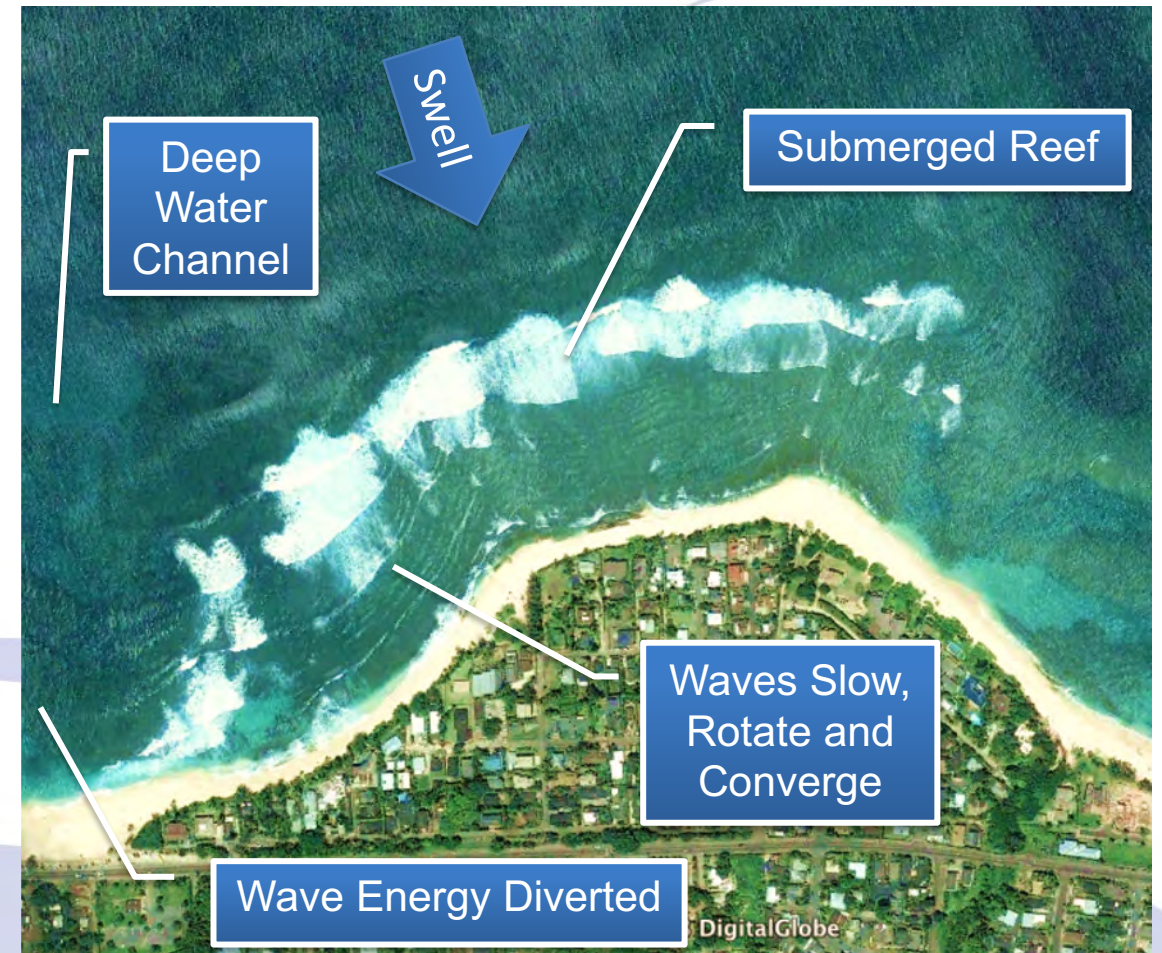 Swell
Deep
Water
Channel
Submerged Reef
Waves Slow,
Rotate and
Converge
Wave Energy Diverted
DigitalGlobe